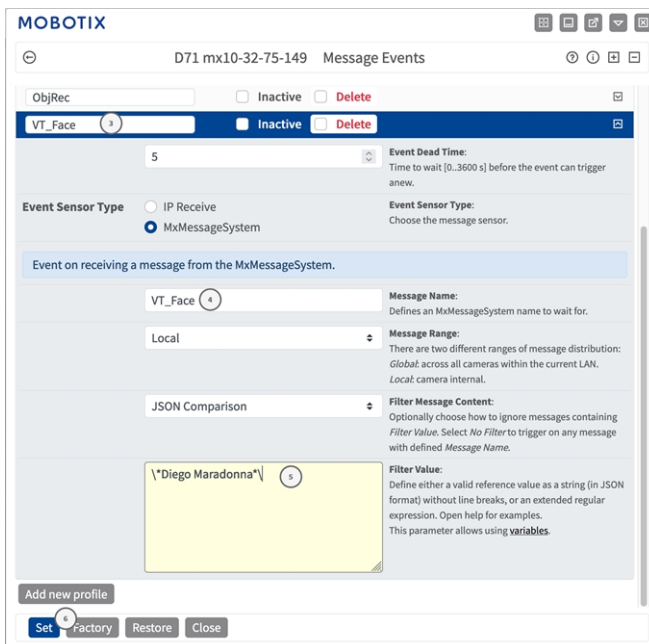 MOBOTIX
D71 mx10-32-75-149 Message Events
ObjRec Inactive Delete
VT_Face 3 Inactive Delete
5
Event Dead Time:
Time to wait [0..3600 s] before the event can trigger
anew.
Event Sensor Type
IP Receive
MxMessageSystem
Event Sensor Type:
Choose the message sensor.
Event on receiving a message from the MxMessageSystem.
VT_Face 4
Message Name:
Defines an MxMessageSystem name to wait for.
Local
Message Range:
There are two different ranges of message distribution:
Global: across all cameras within the current LAN.
Local: camera internal.
JSON Comparison
Filter Message Content:
Optionally choose how to ignore messages containing
Filter Value. Select No Filter to trigger on any message
with defined Message Name.
\*Diego Maradonna*\ 5
Filter Value:
Define either a valid reference value as a string (in JSON
format) without line breaks, or an extended regular
expression. Open help for examples.
This parameter allows using variables.
Add new profile
6
Set Factory Restore Close